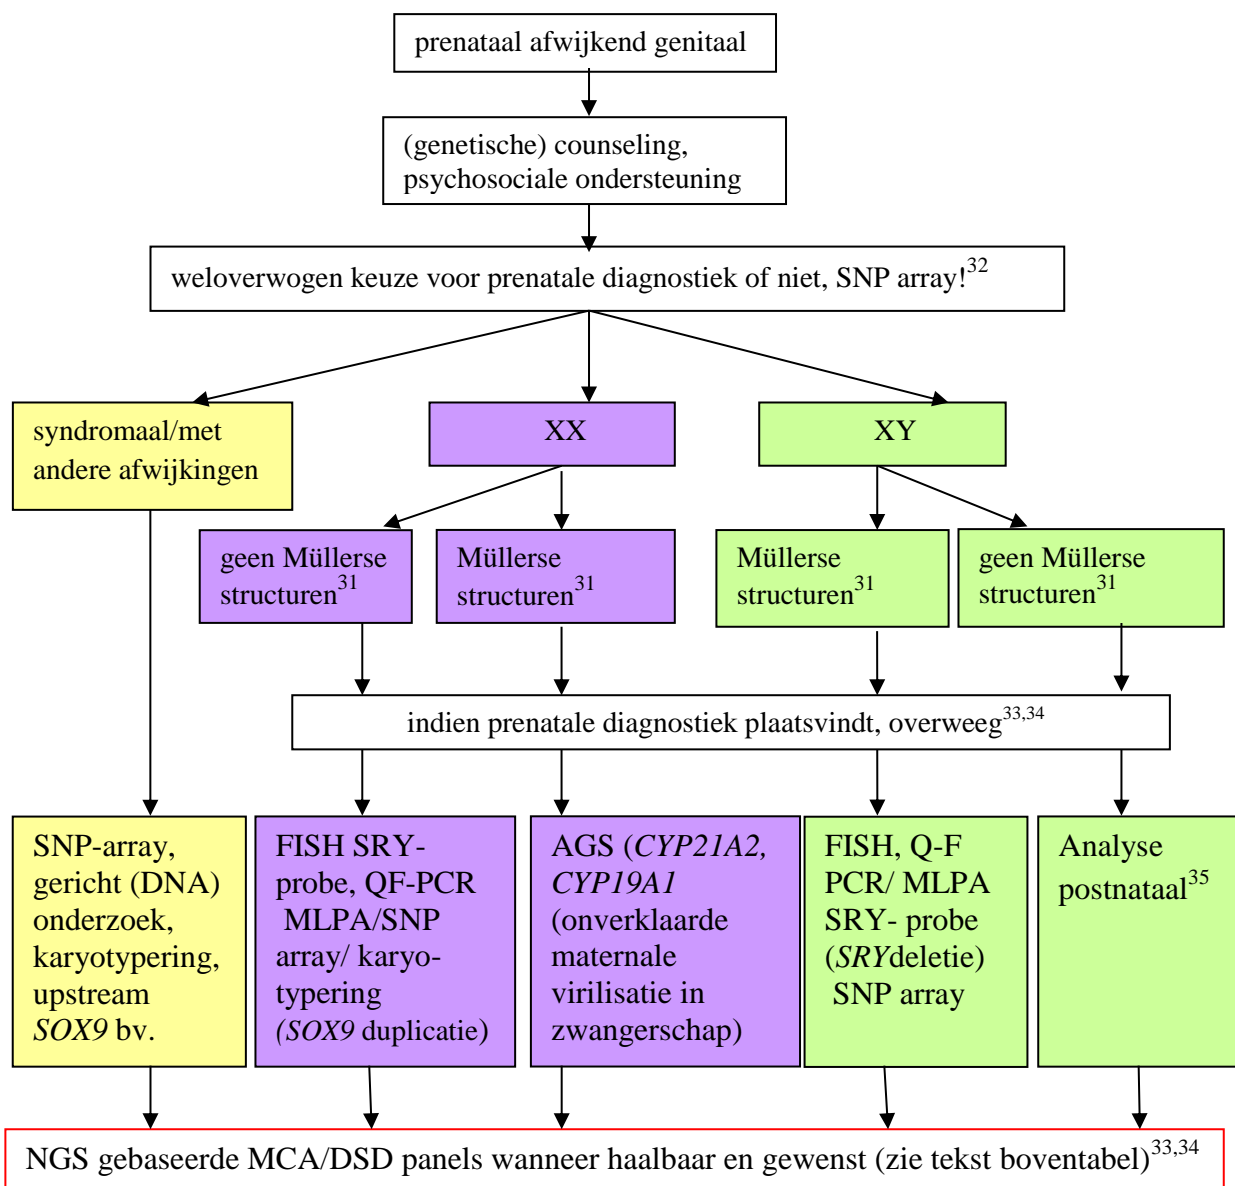 prenataal afwijkend genitaal
(genetische) counseling,
psychosociale ondersteuning
weloverwogen keuze voor prenatale diagnostiek of niet, SNP array!32
syndromaal/met
andere afwijkingen
XX
XY
geen Müllerse
structuren31
Müllerse
structuren31
Müllerse
structuren31
geen Müllerse
structuren31
indien prenatale diagnostiek plaatsvindt, overweeg33,34
SNP-array,
gericht (DNA)
onderzoek,
karyotypering,
upstream
SOX9 bv.
FISH SRY-
probe, QF-PCR
MLPA/SNP
array/ karyo-
typering
(SOX9 duplicatie)
AGS (CYP21A2,
CYP19A1
(onverklaarde
maternale
virilisatie in
zwangerschap)
FISH, Q-F
PCR/ MLPA
SRY- probe
(SRYdeletie)
SNP array
Analyse
postnataal35
NGS gebaseerde MCA/DSD panels wanneer haalbaar en gewenst (zie tekst boventabel)33,34